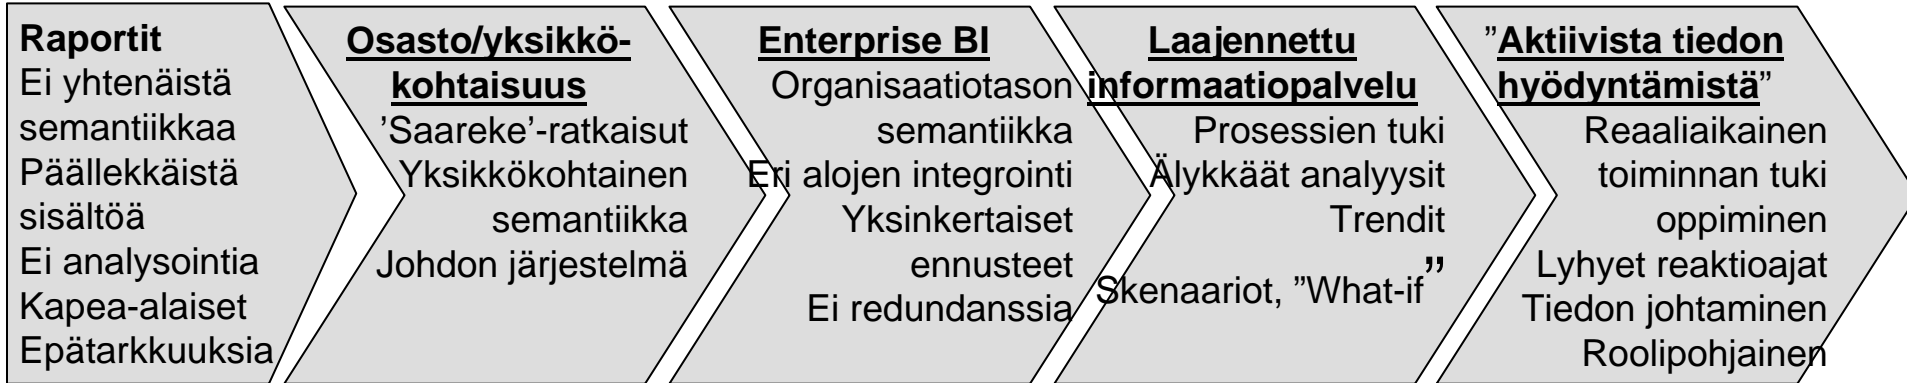 Raportit
Ei yhtenäistä
semantiikkaa
Päällekkäistä
sisältöä
Ei analysointia
Kapea-alaiset
Epätarkkuuksia
Osasto/yksikkö-
kohtaisuus
’Saareke’-ratkaisut
Yksikkökohtainen
semantiikka
Johdon järjestelmä
Enterprise BI
Organisaatiotason
semantiikka
Eri alojen integrointi
Yksinkertaiset
ennusteet
Ei redundanssia
Laajennettu
informaatiopalvelu
Prosessien tuki
Älykkäät analyysit
Trendit
Skenaariot, ”What-if”
”Aktiivista tiedon
hyödyntämistä”
Reaaliaikainen
toiminnan tuki
oppiminen
Lyhyet reaktioajat
Tiedon johtaminen
Roolipohjainen